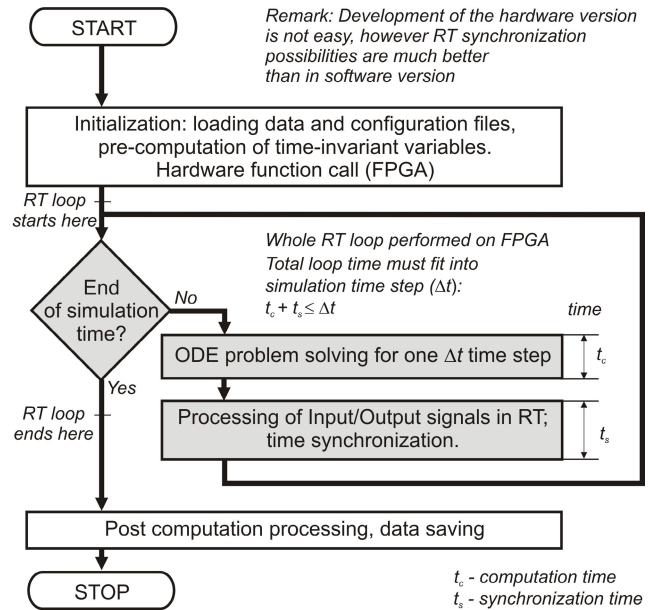 START
Remark: Development of the hardware version
is not easy, however RT synchronization
possibilities are much better
than in software version
Initialization: loading data and configuration files,
pre-computation of time-invariant variables.
Hardware function call (FPGA)
RT loop
starts here
Whole RT loop performed on FPGA
Total loop time must fit into
simulation time step (Δt):
t_c + t_s ≤ Δt
End
of simulation
time?
No
time
ODE problem solving for one Δt time step
t_c
Yes
Processing of Input/Output signals in RT;
time synchronization.
t_s
RT loop
ends here
Post computation processing, data saving
STOP
t_c - computation time
t_s - synchronization time